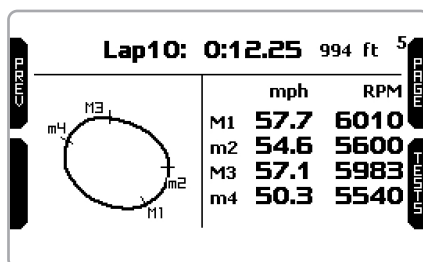 Lap10: 0:12.25 994 ft 5
PREV
PAGE
mph RPM
M1 57.7 6010
m2 54.6 5600
M3 57.1 5983
m4 50.3 5540
M3
m4
m2
M1
TESTS